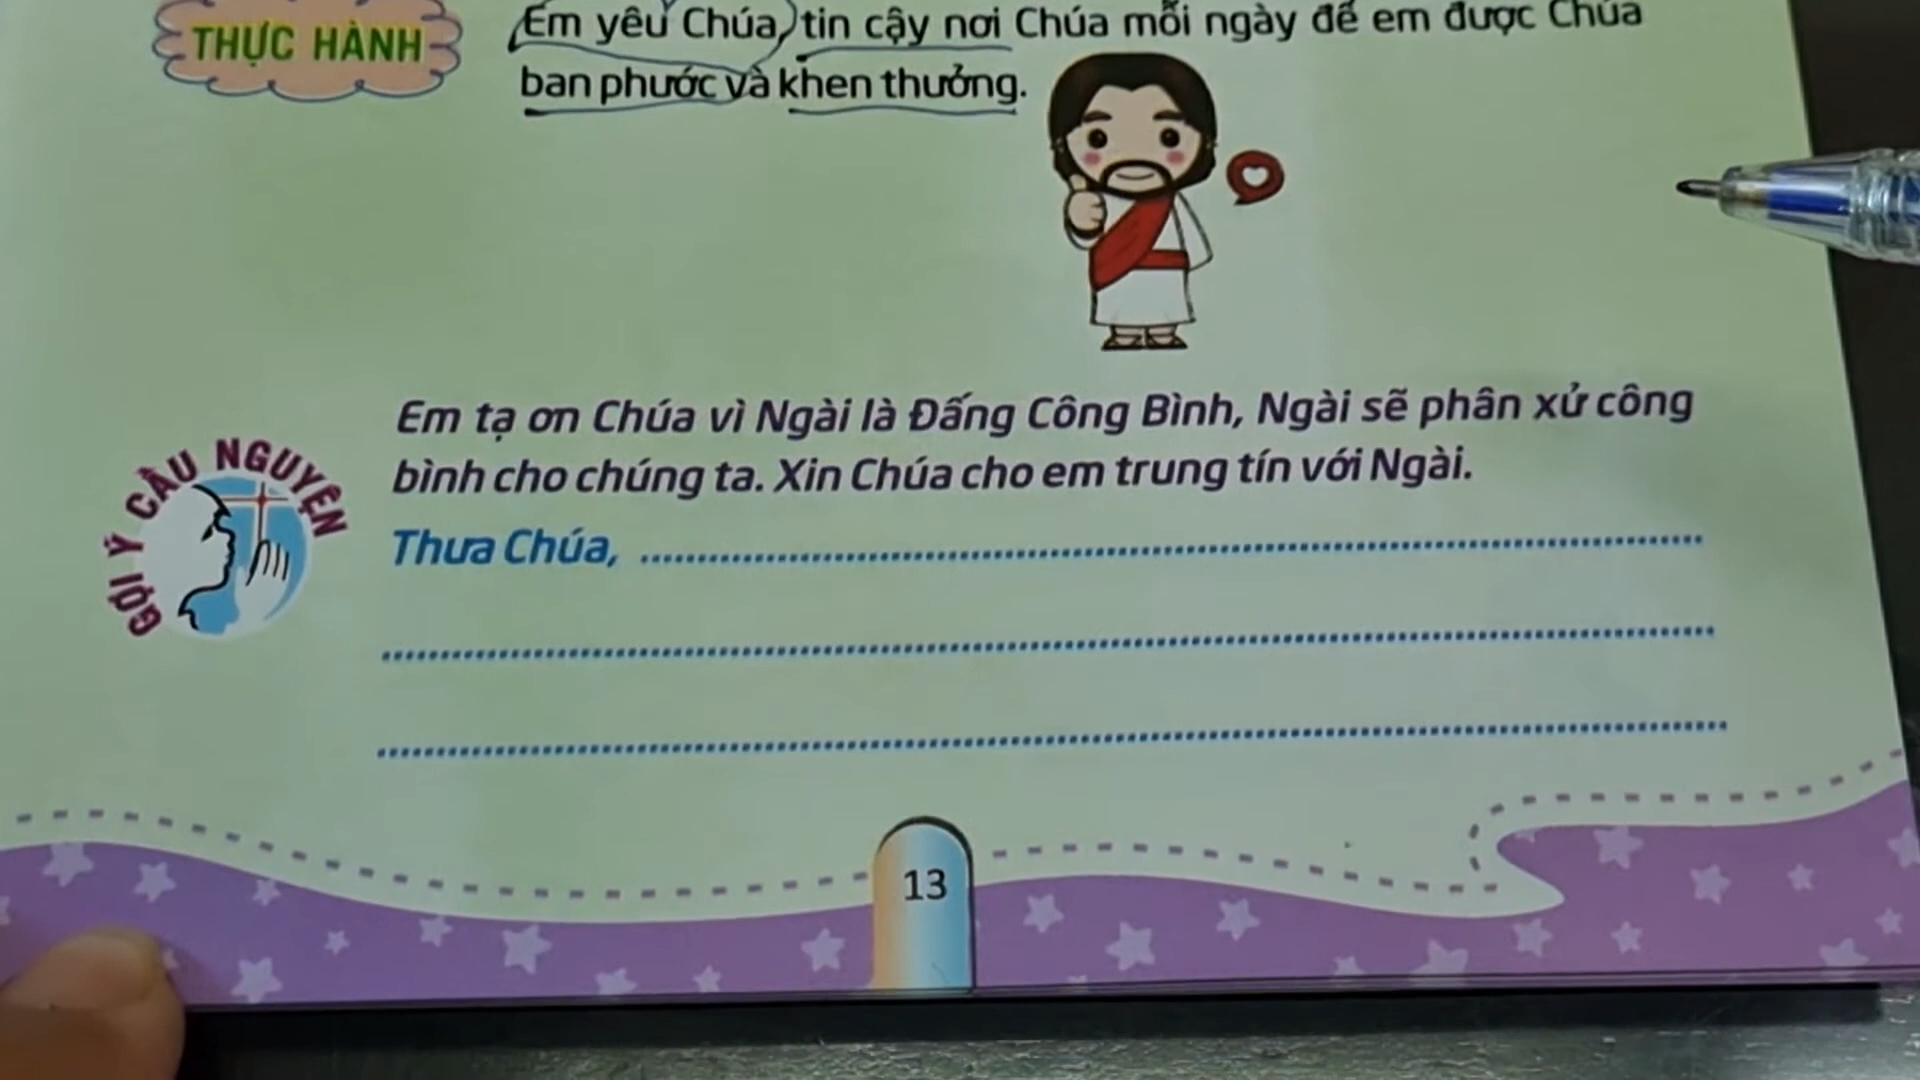 THỰC HÀNH
Em yêu Chúa, tin cậy nơi Chúa mỗi ngày để em được Chúa
ban phước và khen thưởng.
GỢI Ý CẦU NGUYỆN
Em tạ ơn Chúa vì Ngài là Đấng Công Bình, Ngài sẽ phân xử công
bình cho chúng ta. Xin Chúa cho em trung tín với Ngài.
Thưa Chúa, ........................................................................
........................................................................
........................................................................
13